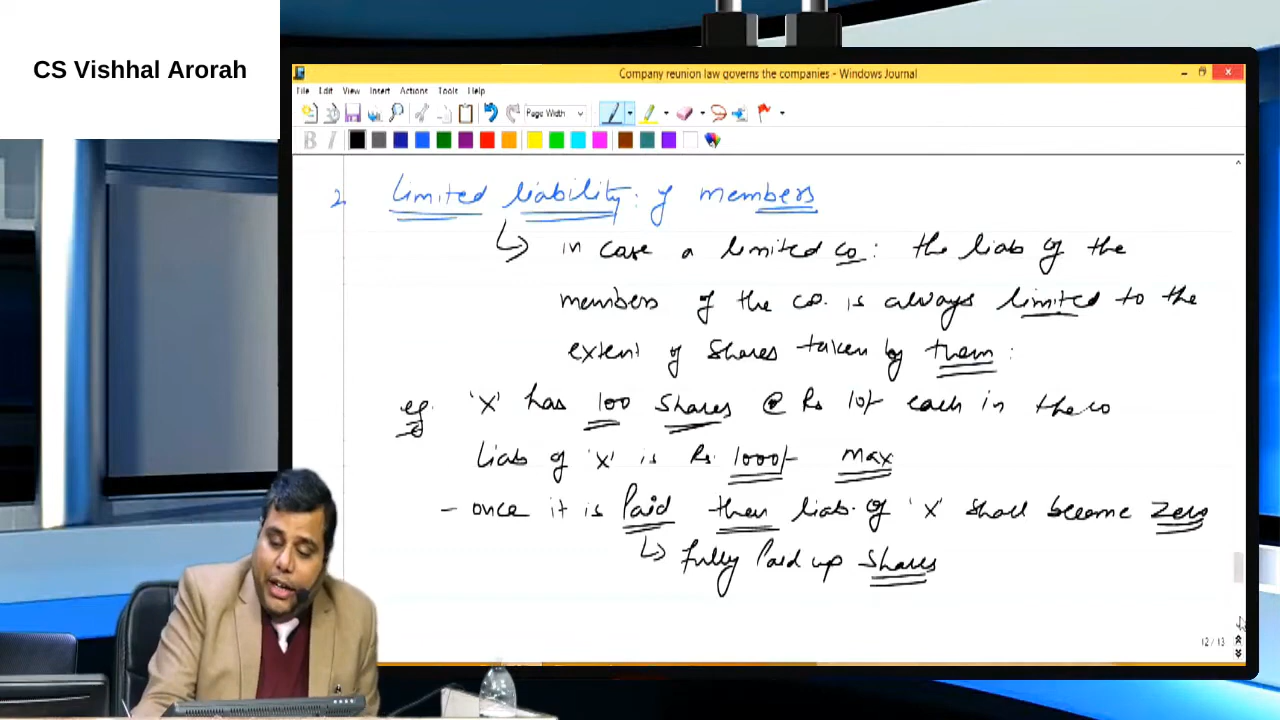 CS Vishhal Arorah
Company reunion law governs the companies - Windows Journal
File Edit View Insert Actions Tools Help
Page Width
B I
2. limited liability: of members
↳ in case a limited co: the liab of the
members of the co. is always limited to the
extent of shares taken by them:
eg. 'X' has 100 shares @ Rs 10/- each in the co
liab of 'X' is Rs. 1000/- max
- once it is Paid then liab. of 'X' shall become zero
↳ fully Paid up shares
12 / 13